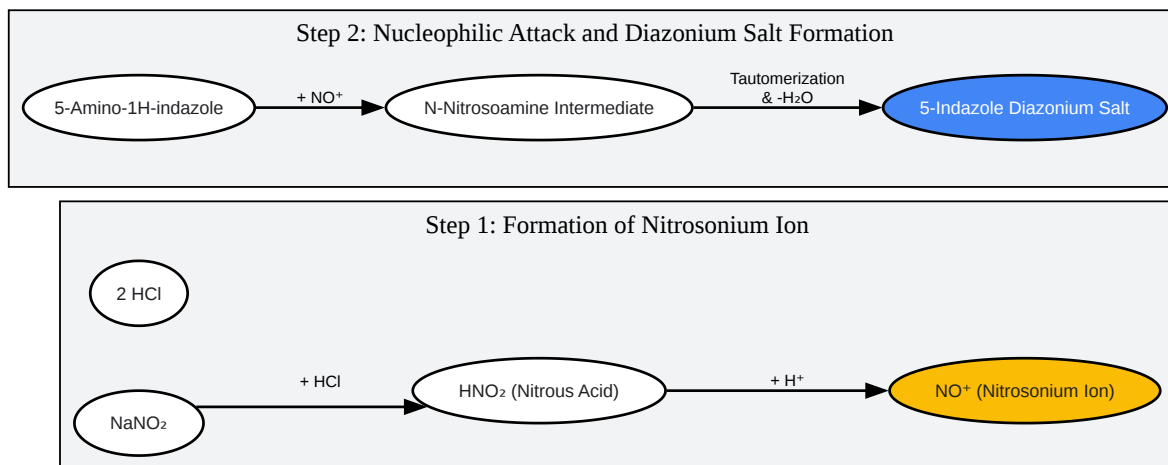 Step 2: Nucleophilic Attack and Diazonium Salt Formation
5-Amino-1H-indazole
+ NO⁺
N-Nitrosoamine Intermediate
Tautomerization
& -H₂O
5-Indazole Diazonium Salt
Step 1: Formation of Nitrosonium Ion
2 HCl
NaNO₂
+ HCl
HNO₂ (Nitrous Acid)
+ H⁺
NO⁺ (Nitrosonium Ion)